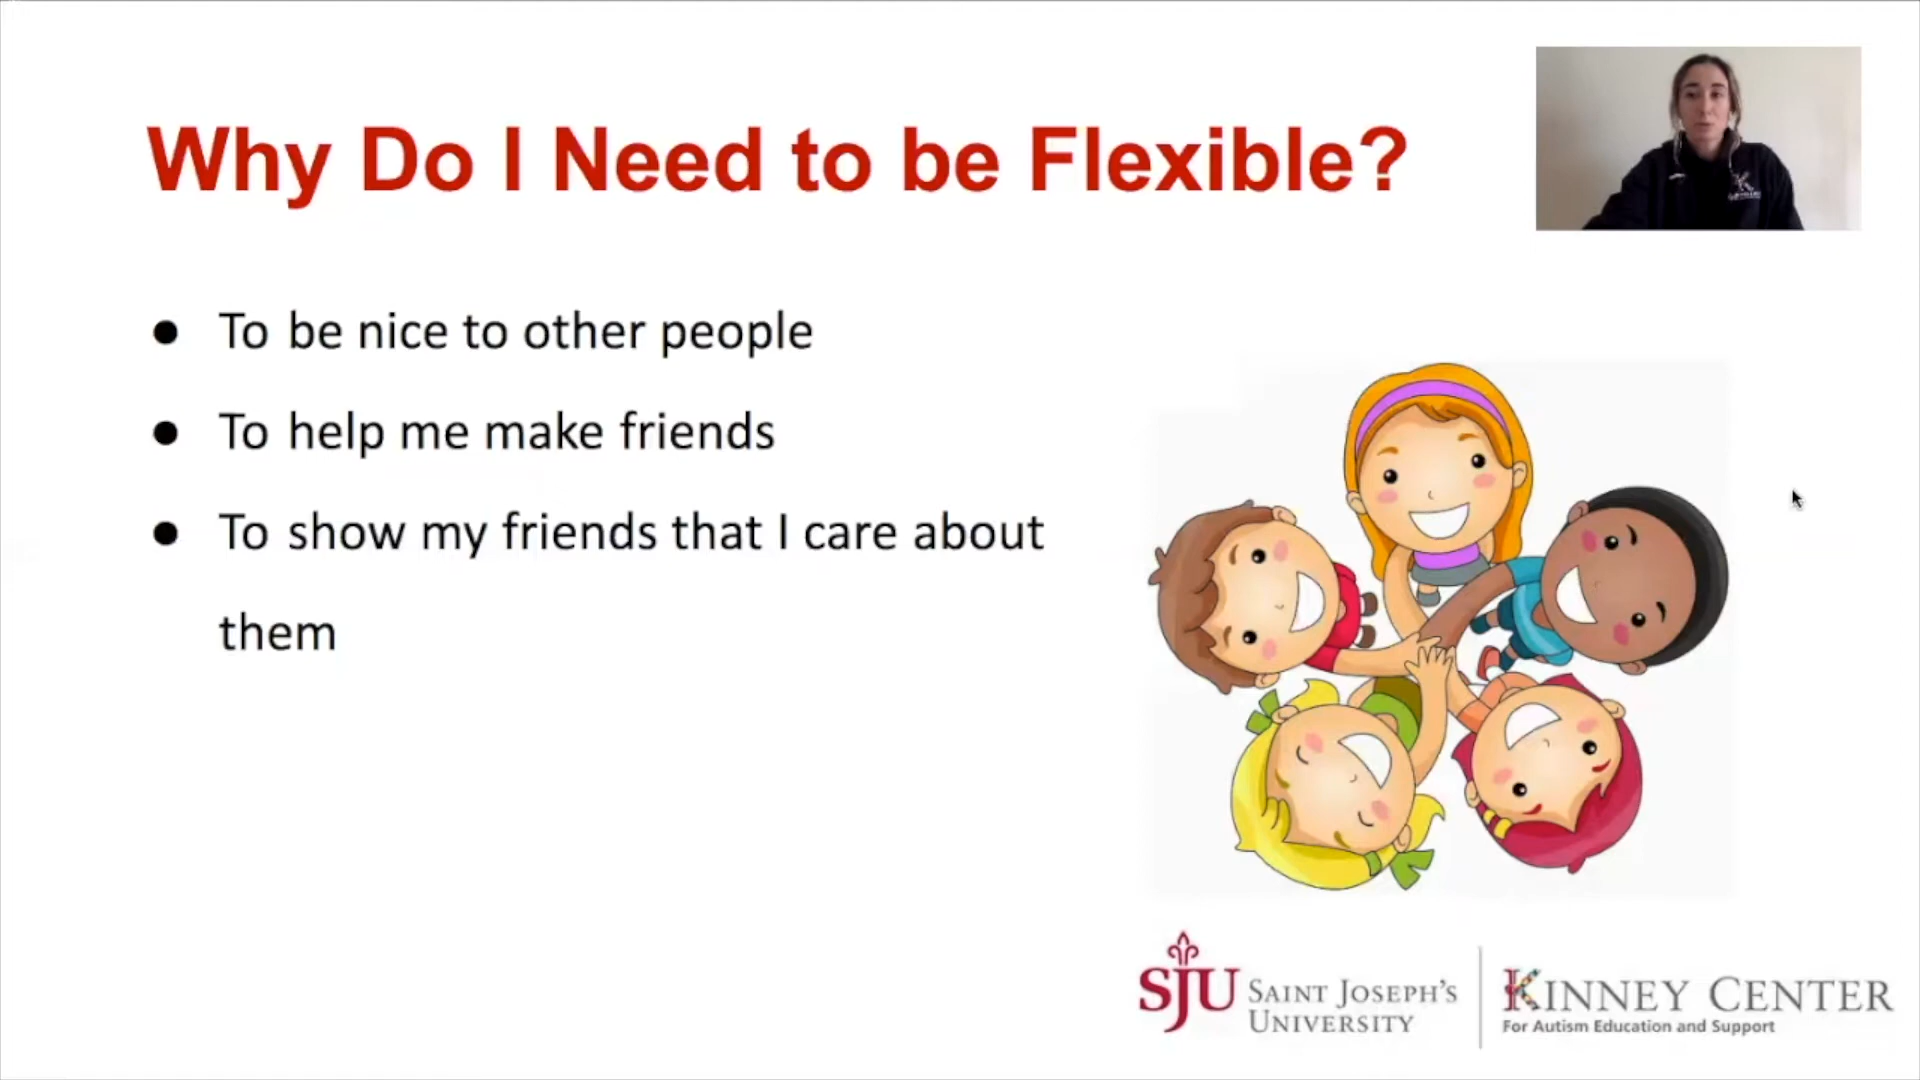 Why Do I Need to be Flexible?
● To be nice to other people
● To help me make friends
● To show my friends that I care about
them
SJU SAINT JOSEPH'S
UNIVERSITY
KINNEY CENTER
For Autism Education and Support